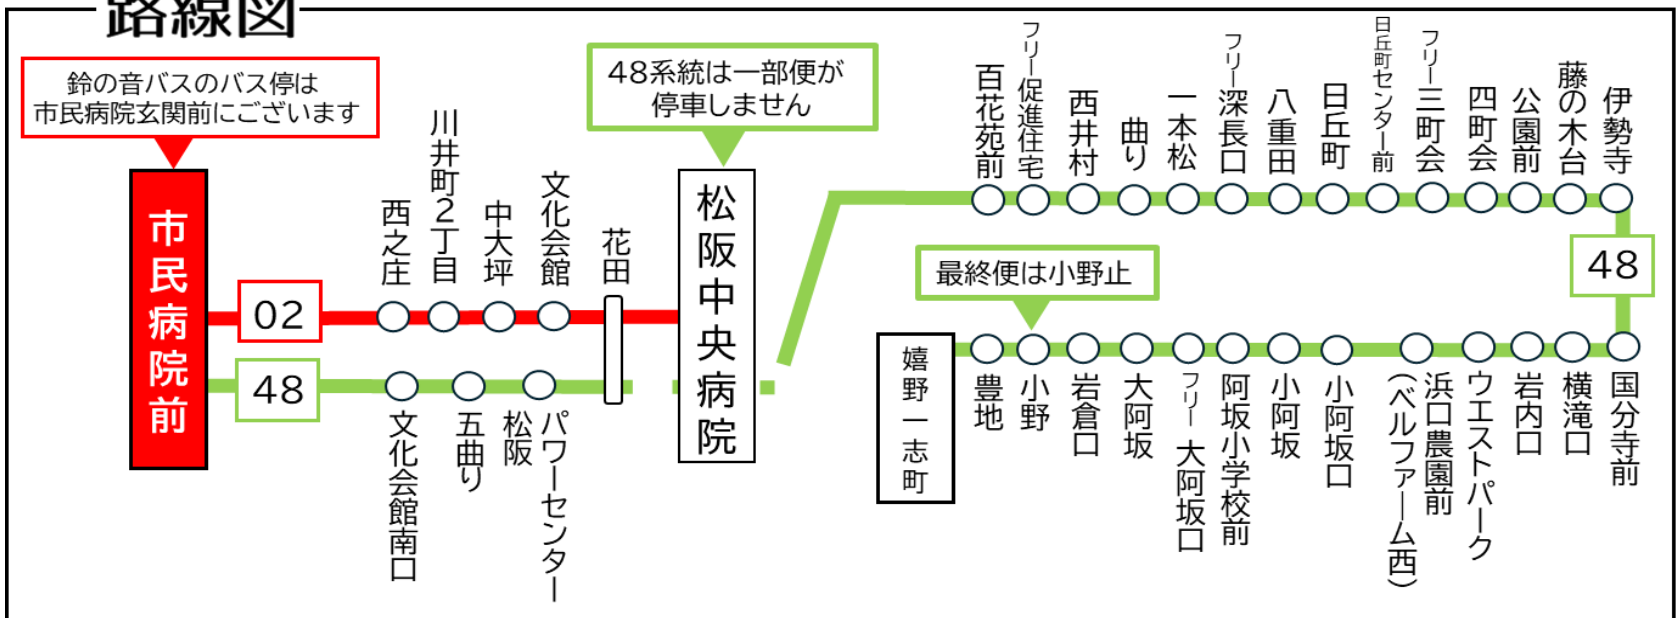 路線図
鈴の音バスのバス停は
市民病院玄関前にございます
48系統は一部便が
停車しません
市民病院前
02
西之庄
川井町2丁目
中大坪
文化会館
花田
松阪中央病院
48
文化会館南口
五曲り
松阪
パワーセンター
百花苑前
フリー促進住宅
西井村
曲り
一本松
フリー深長口
八重田
日丘町
日丘町センター前
フリー三町会
四町会
公園前
藤の木台
伊勢寺
48
最終便は小野止
嬉野一志町
豊地
小野
岩倉口
大阿坂
フリー 大阿坂口
阿坂小学校前
小阿坂
小阿坂口
浜口農園前
(ベルファーム西)
ウエストパーク
岩内口
横滝口
国分寺前